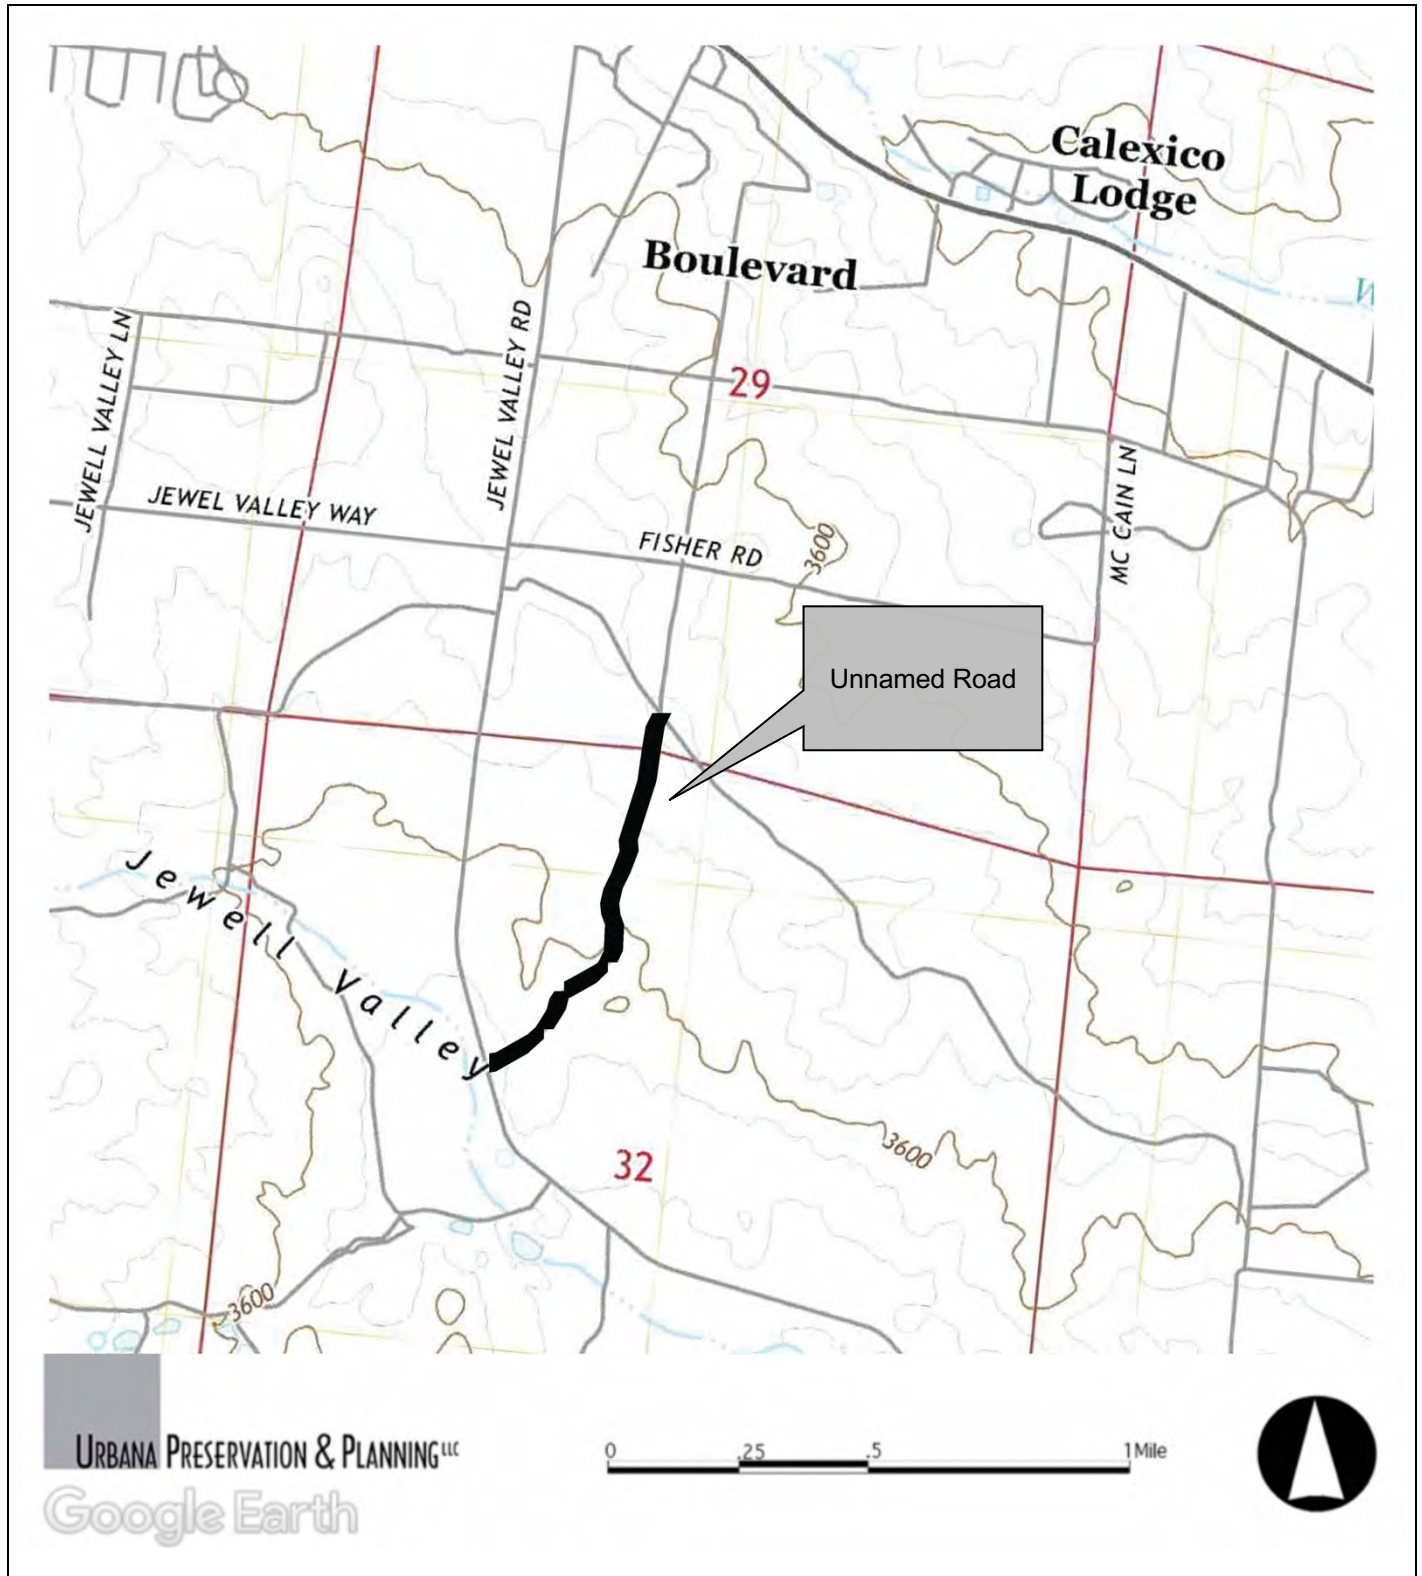 Calexico
Lodge
Boulevard
W
JEWELL VALLEY LN
JEWEL VALLEY RD
29
JEWEL VALLEY WAY
FISHER RD
3600
MC CAIN LN
Unnamed Road
Jewell Valley
3600
32
3600
URBANA PRESERVATION & PLANNING LLC
Google Earth
0 .25 .5 1 Mile